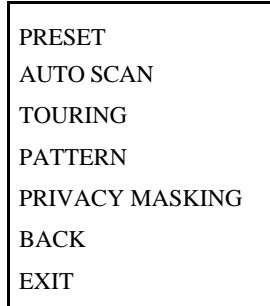 PRESET
AUTO SCAN
TOURING
PATTERN
PRIVACY MASKING
BACK
EXIT